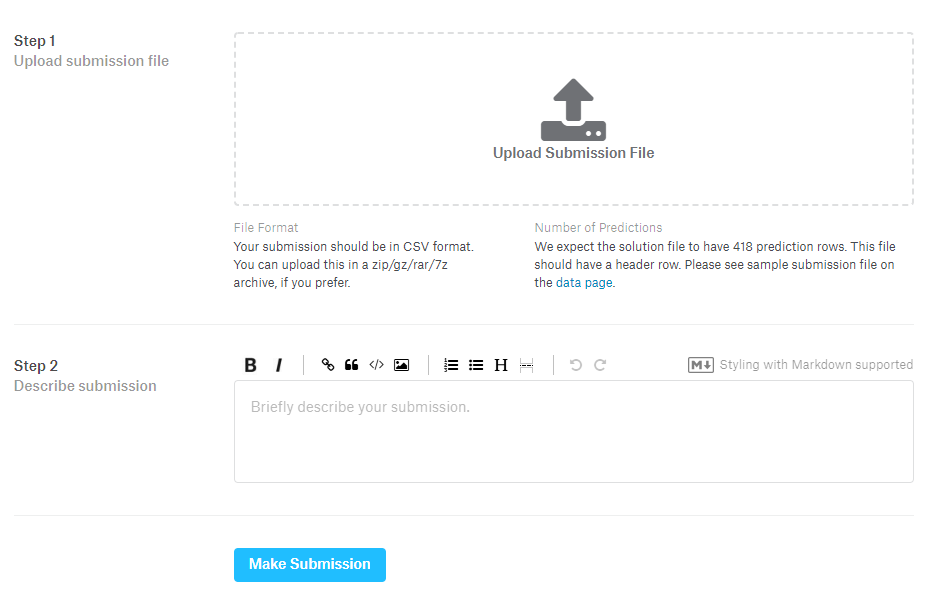 Step 1
Upload submission file
Upload Submission File
File Format
Your submission should be in CSV format.
You can upload this in a zip/gz/rar/7z
archive, if you prefer.
Number of Predictions
We expect the solution file to have 418 prediction rows. This file
should have a header row. Please see sample submission file on
the data page.
Step 2
Describe submission
B I </> H M Styling with Markdown supported
Briefly describe your submission.
Make Submission